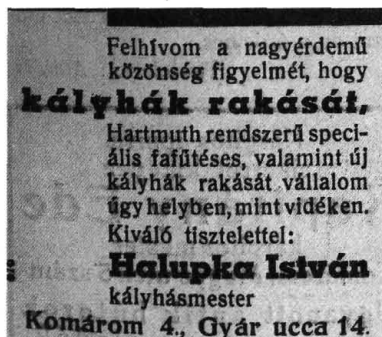 Felhívom a nagyérdemű
közönség figyelmét, hogy
kályhák rakását,
Hartmuth rendszerű speci-
ális fafűtéses, valamint új
kályhák rakását vállalom
úgy helyben, mint vidéken.
Kiváló tisztelettel:
Halupka István
kályhásmester
Komárom 4., Gyár ucca 14.